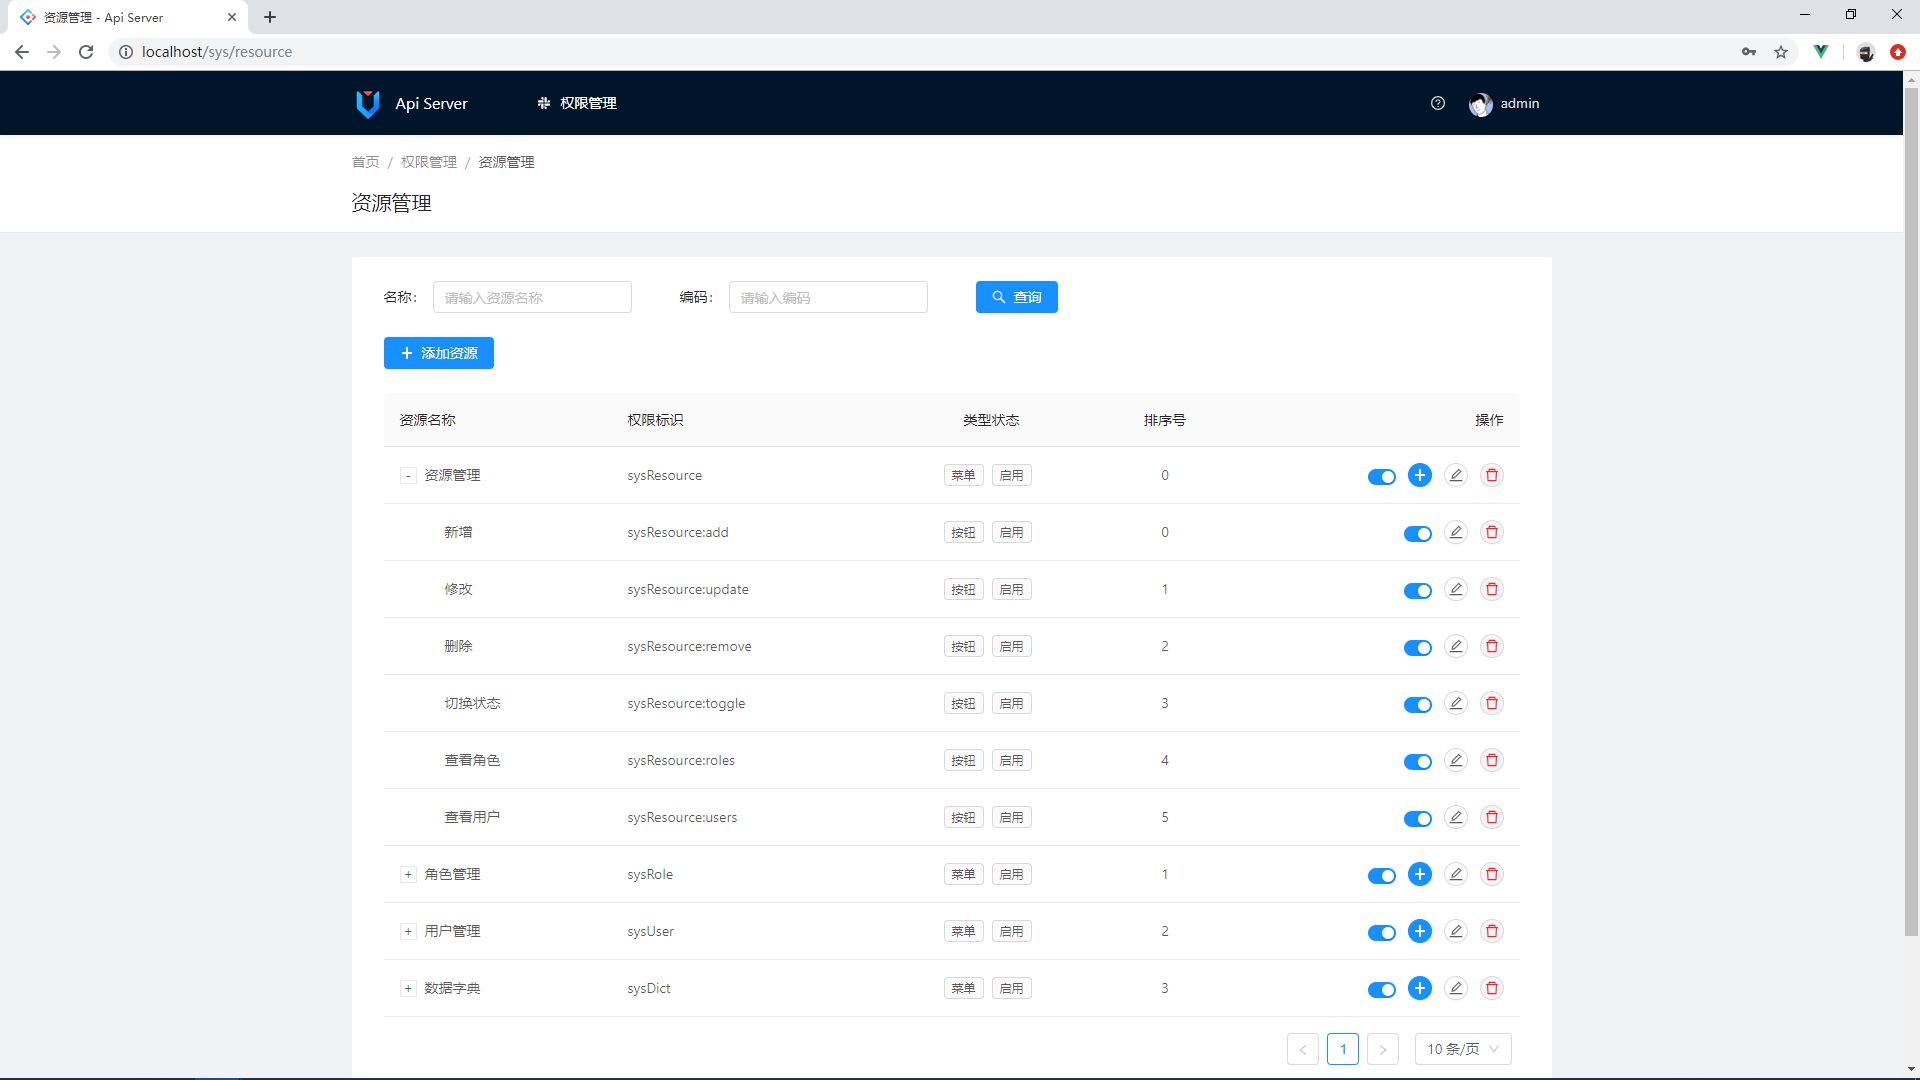 资源管理 - Api Server
localhost/sys/resource
Api Server 权限管理 admin
首页 / 权限管理 / 资源管理
资源管理
名称: 请输入资源名称 编码: 请输入编码 查询
添加资源
资源名称 权限标识 类型状态 排序号 操作
- 资源管理 sysResource 菜单 启用 0
新增 sysResource:add 按钮 启用 0
修改 sysResource:update 按钮 启用 1
删除 sysResource:remove 按钮 启用 2
切换状态 sysResource:toggle 按钮 启用 3
查看角色 sysResource:roles 按钮 启用 4
查看用户 sysResource:users 按钮 启用 5
+ 角色管理 sysRole 菜单 启用 1
+ 用户管理 sysUser 菜单 启用 2
+ 数据字典 sysDict 菜单 启用 3
< 1 > 10 条/页